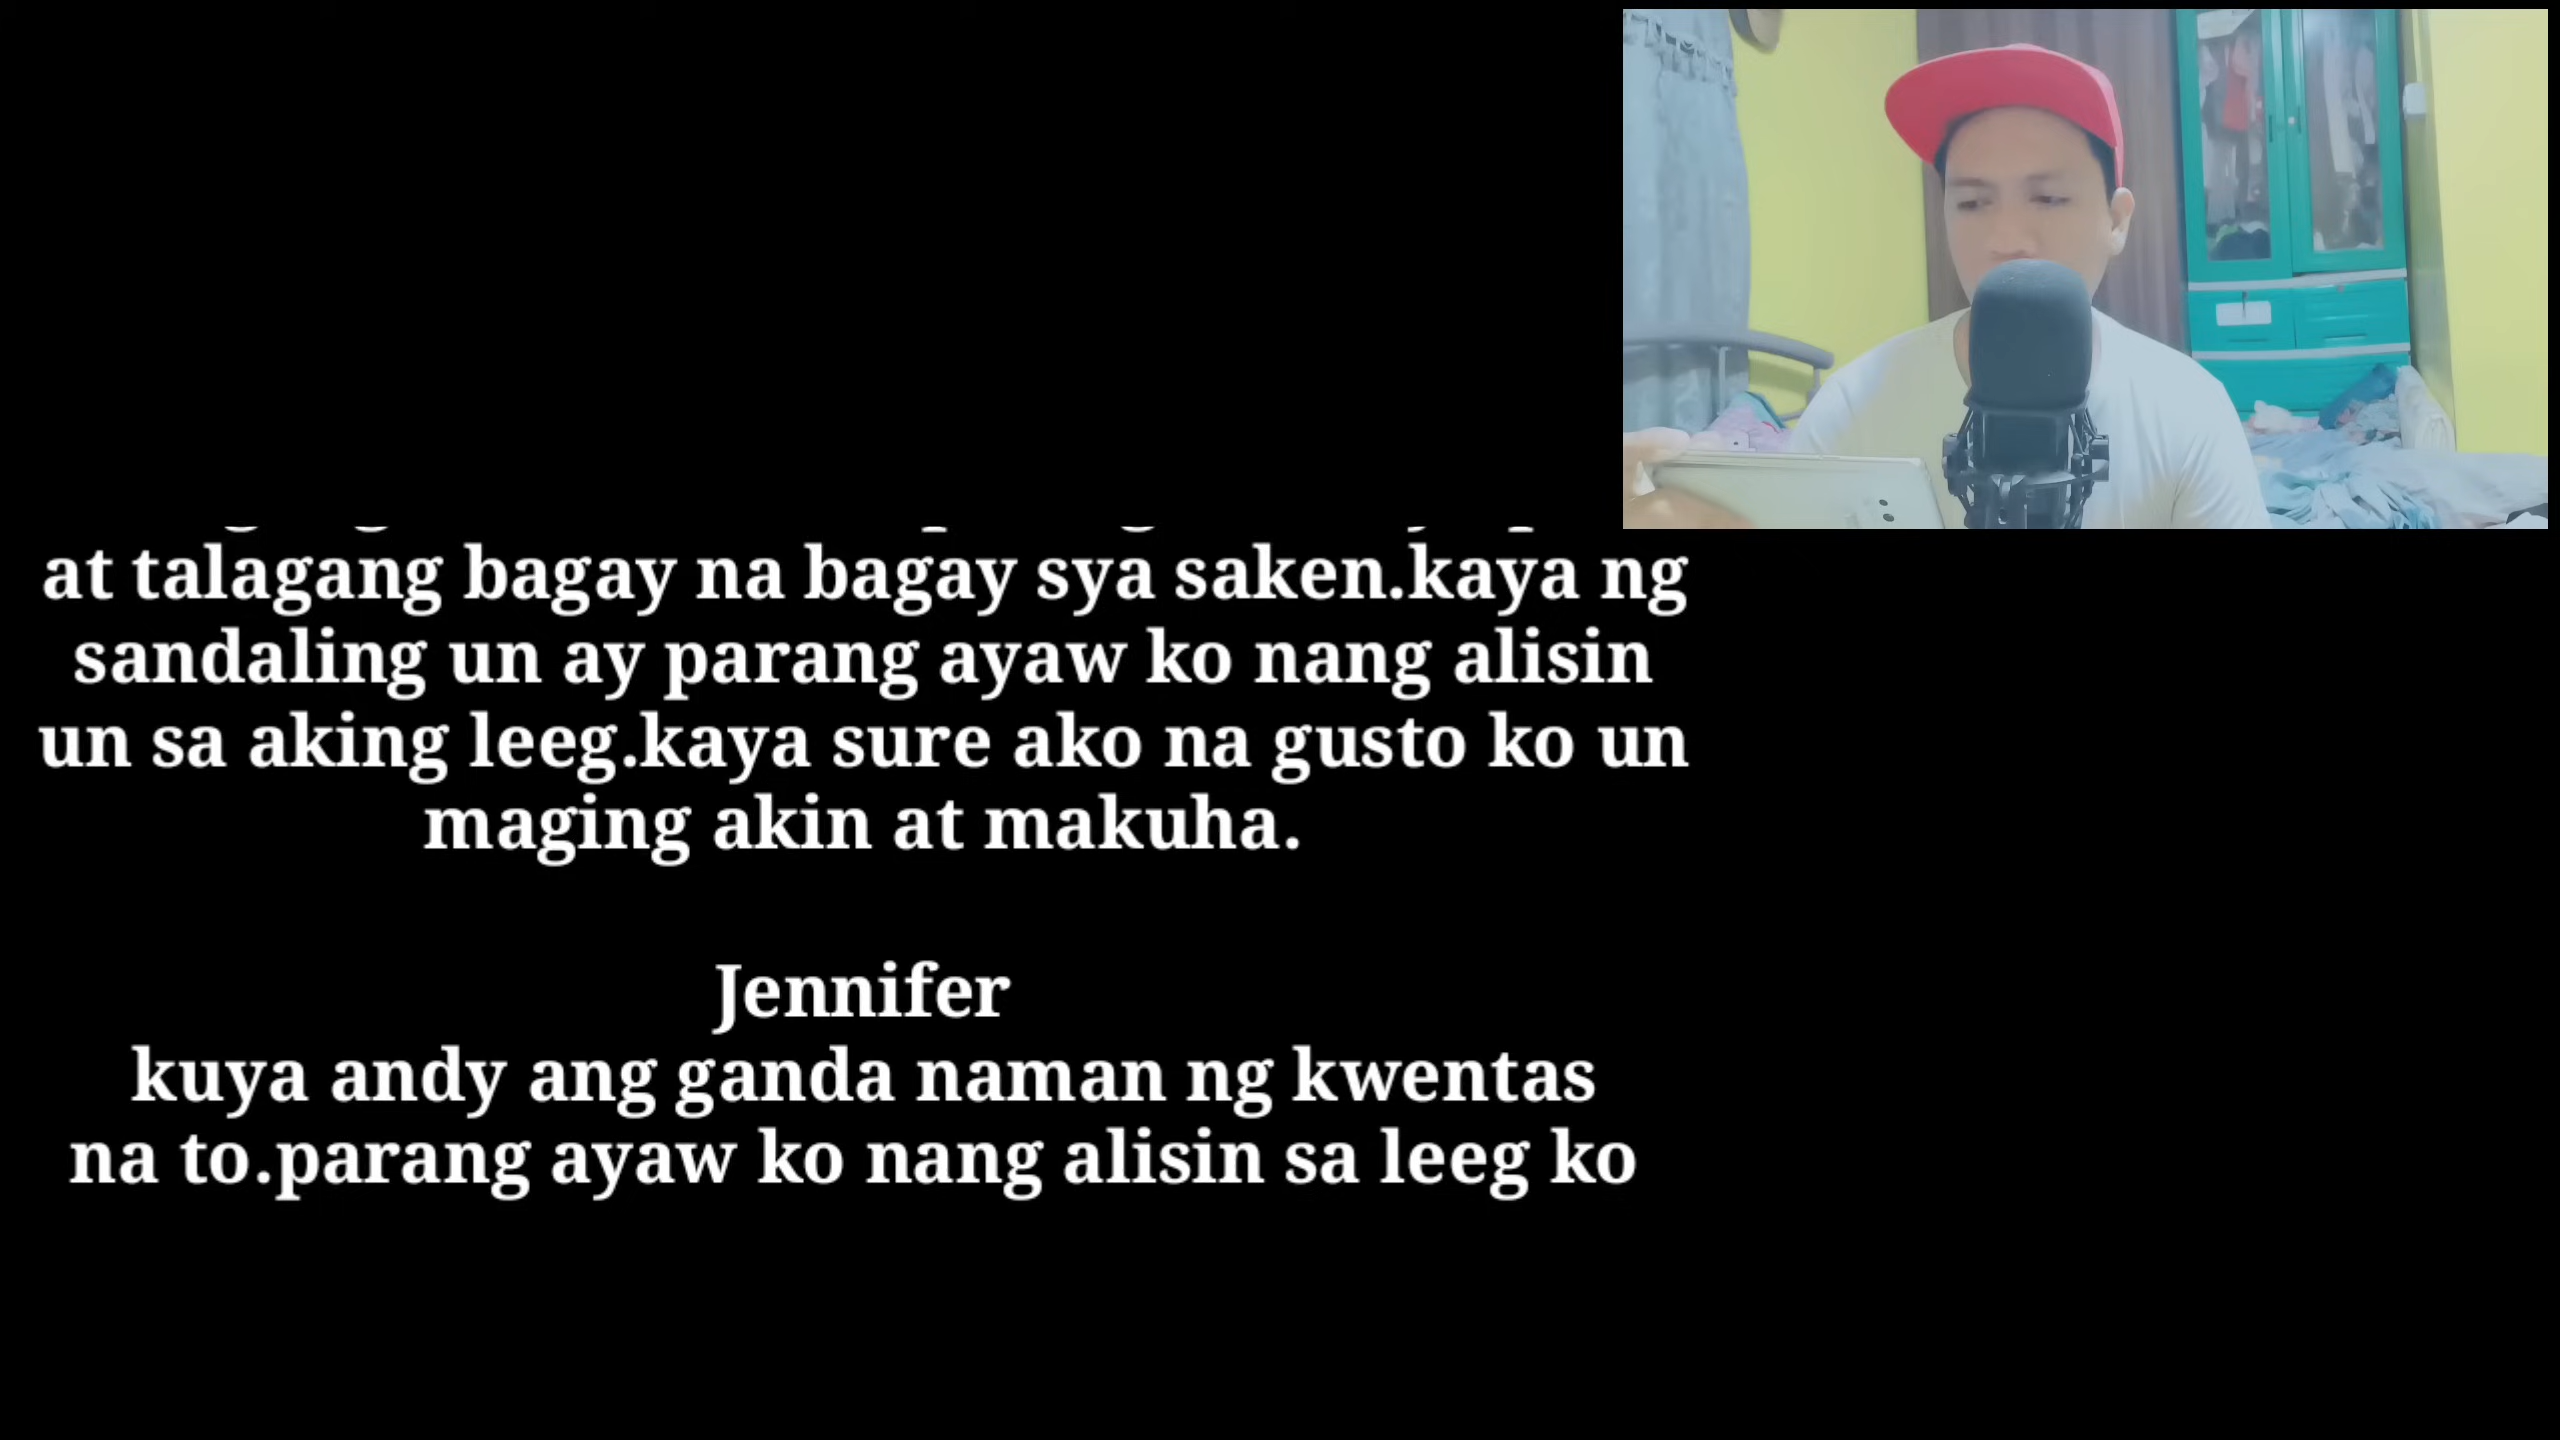 at talagang bagay na bagay sya saken.kaya ng
sandaling un ay parang ayaw ko nang alisin
un sa aking leeg.kaya sure ako na gusto ko un
maging akin at makuha.
Jennifer
kuya andy ang ganda naman ng kwentas
na to.parang ayaw ko nang alisin sa leeg ko